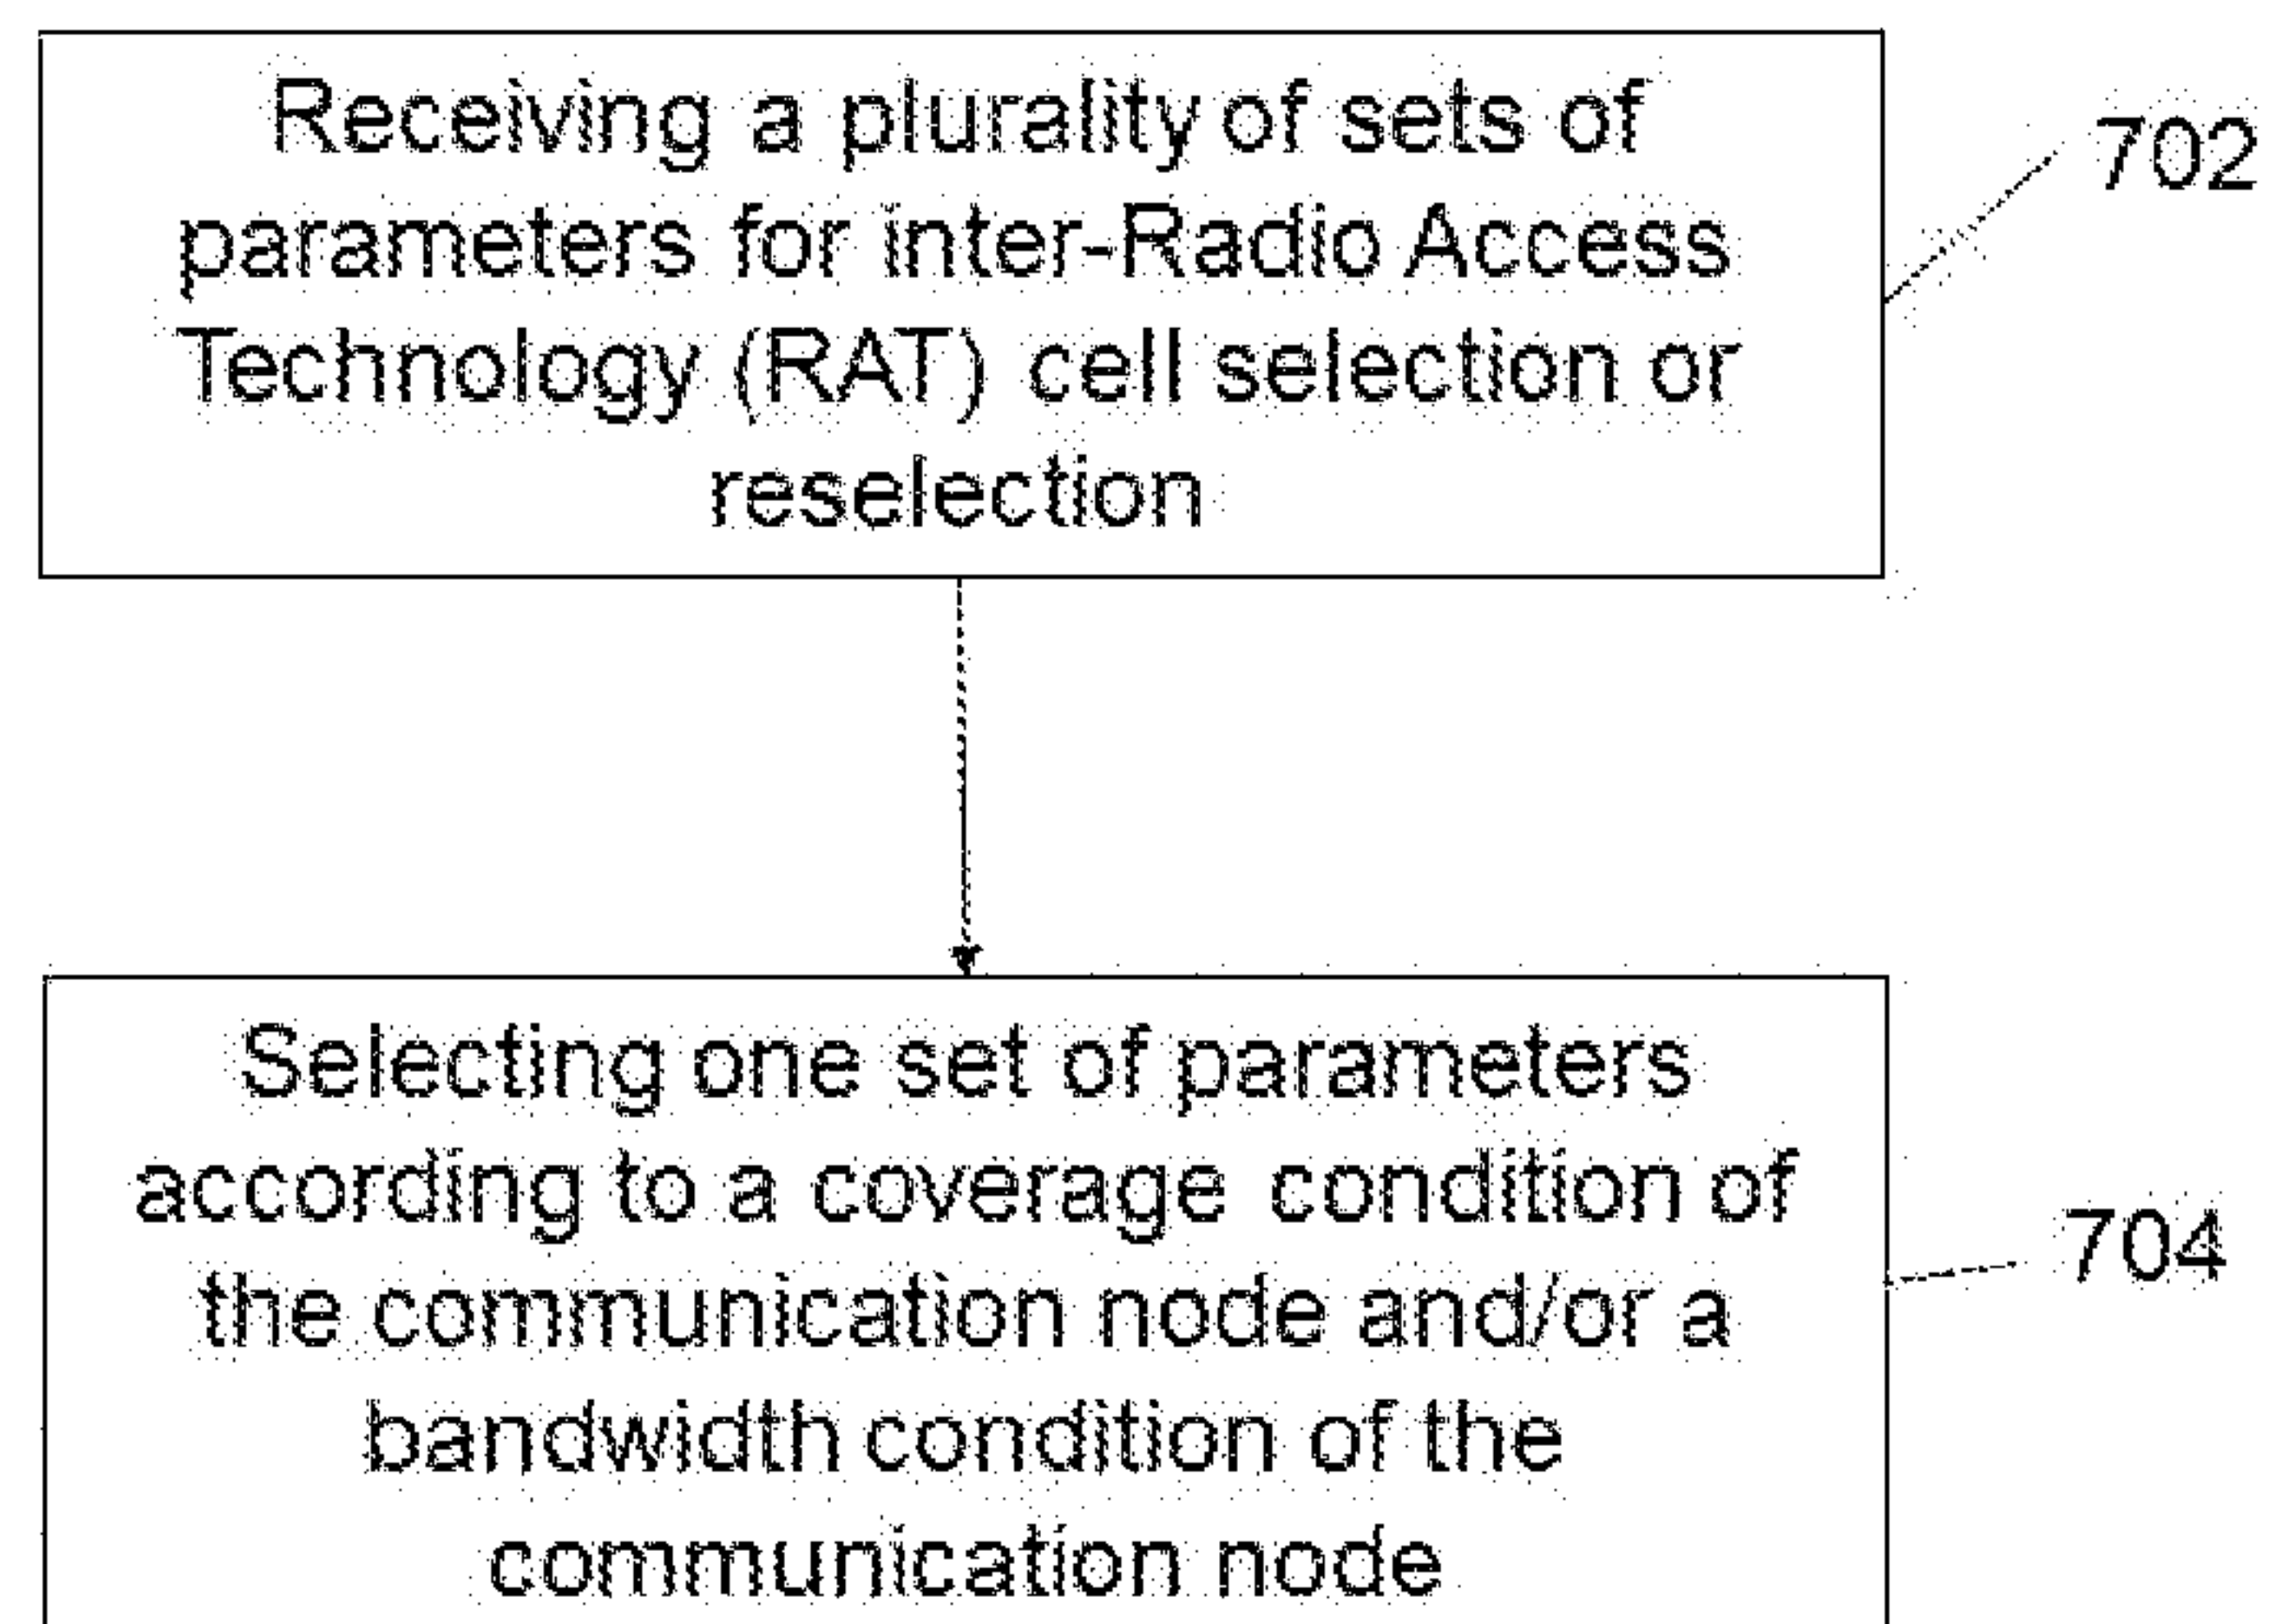 Receiving a plurality of sets of
parameters for inter-Radio Access
Technology (RAT) cell selection or
reselection
702
Selecting one set of parameters
according to a coverage condition of
the communication node and/or a
bandwidth condition of the
communication node
704